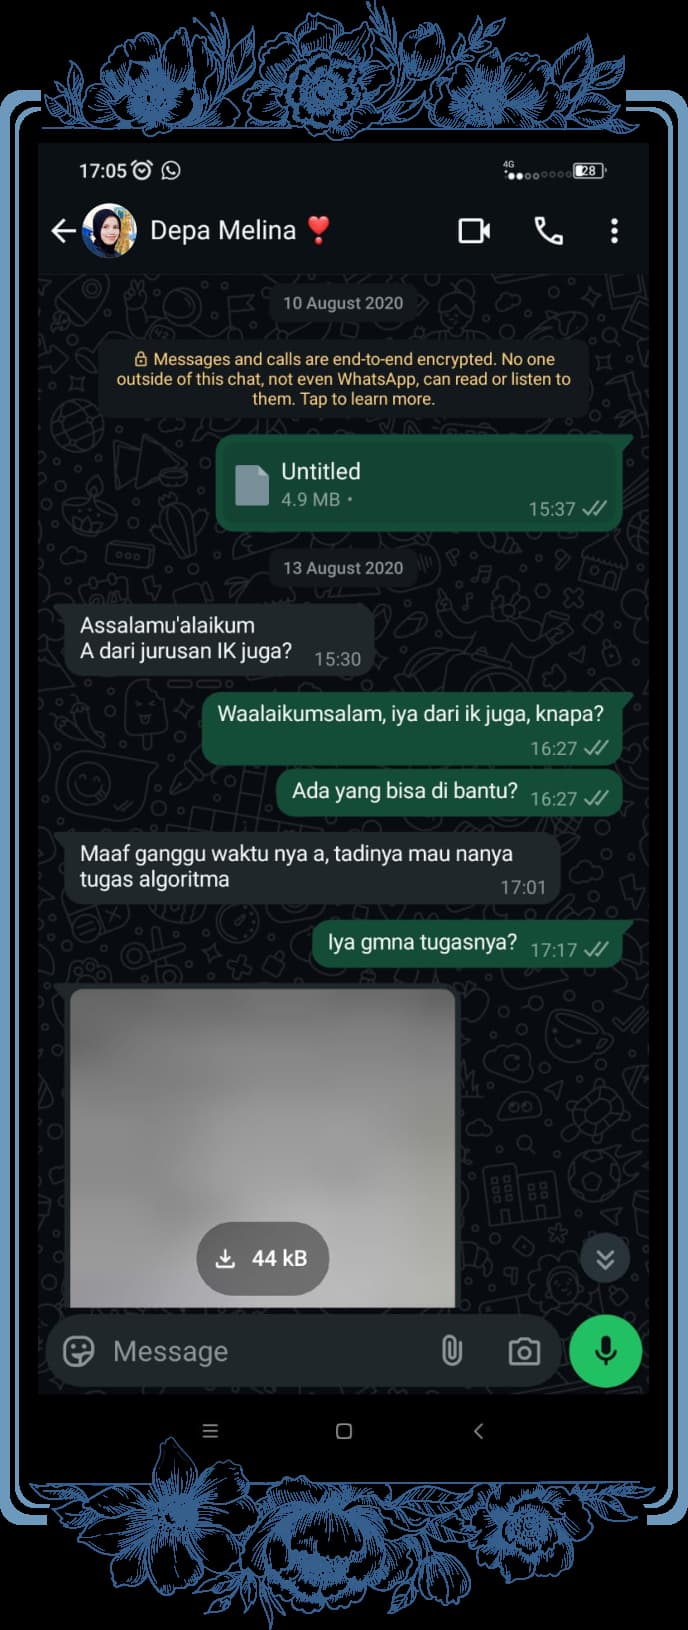 17:05
4G
28
Depa Melina
10 August 2020
Messages and calls are end-to-end encrypted. No one
outside of this chat, not even WhatsApp, can read or listen to
them. Tap to learn more.
Untitled
4.9 MB •
15:37
13 August 2020
Assalamu'alaikum
A dari jurusan IK juga?
15:30
Waalaikumsalam, iya dari ik juga, knapa?
16:27
Ada yang bisa di bantu?
16:27
Maaf ganggu waktu nya a, tadinya mau nanya
tugas algoritma
17:01
Iya gmna tugasnya?
17:17
44 kB
Message